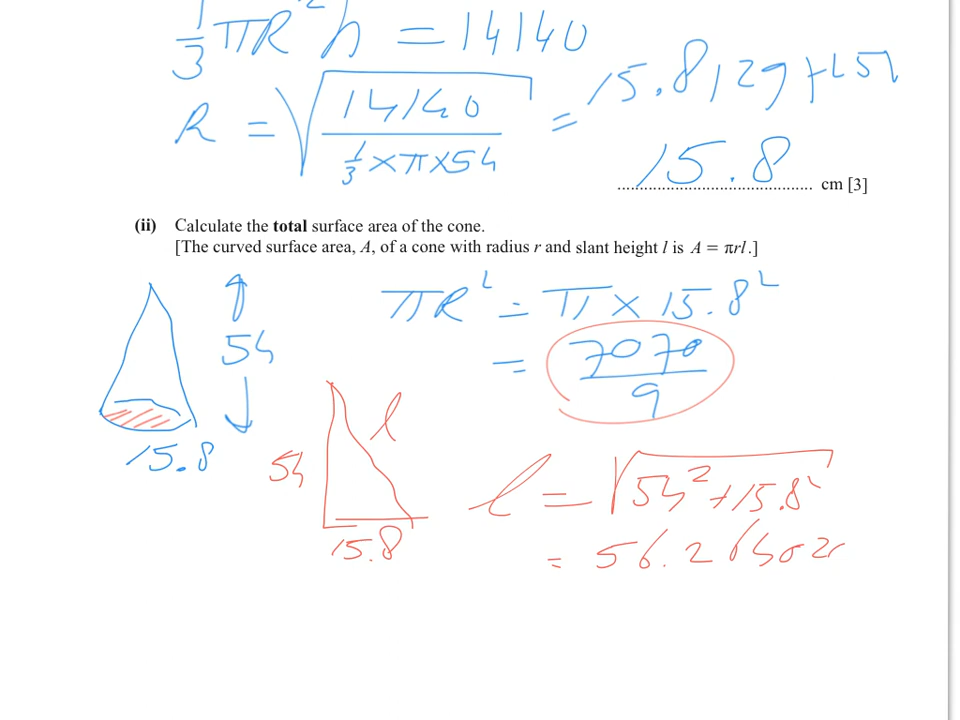 1/3 πR² h = 14140
R = √(14140 / (1/3 × π × 54)) = 15.8129
15.8
.................................................. cm [3]
(ii) Calculate the total surface area of the cone.
[The curved surface area, A, of a cone with radius r and slant height l is A = πrl.]
πR² = π × 15.8²
= 7070/9
54
15.8
l
54
15.8
l = √(54² + 15.8²)
= 56.26